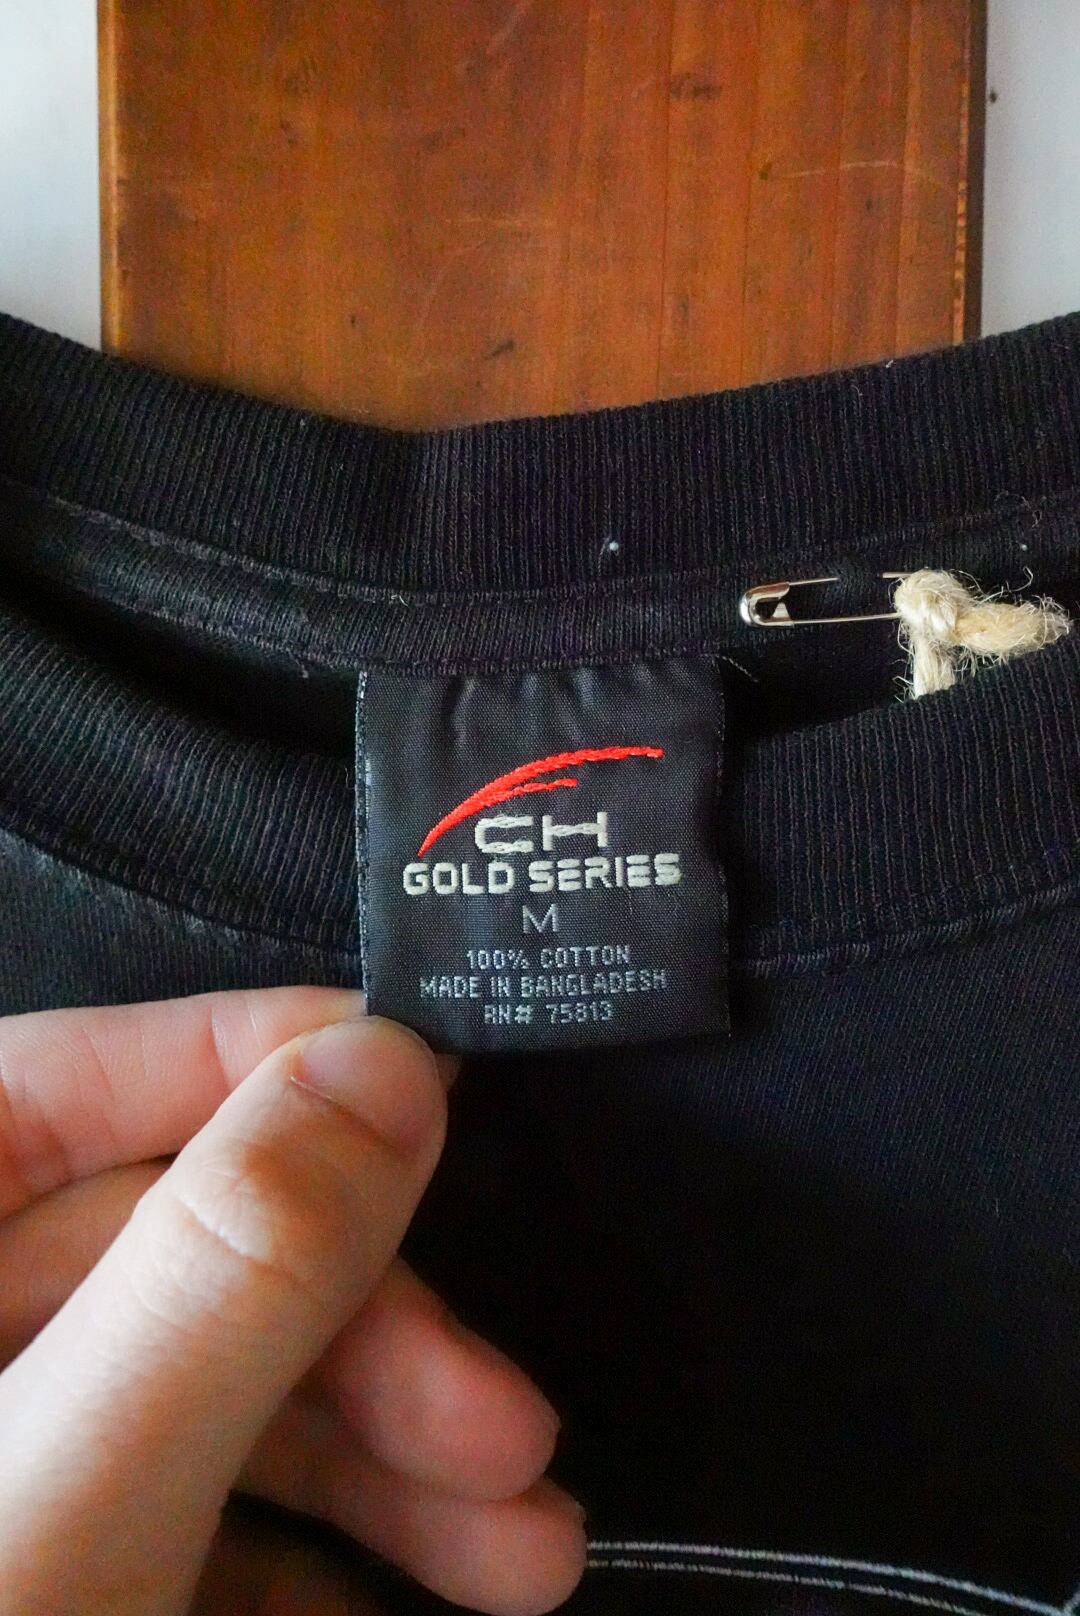 CH
GOLD SERIES
M
100% COTTON
MADE IN BANGLADESH
RN# 75813